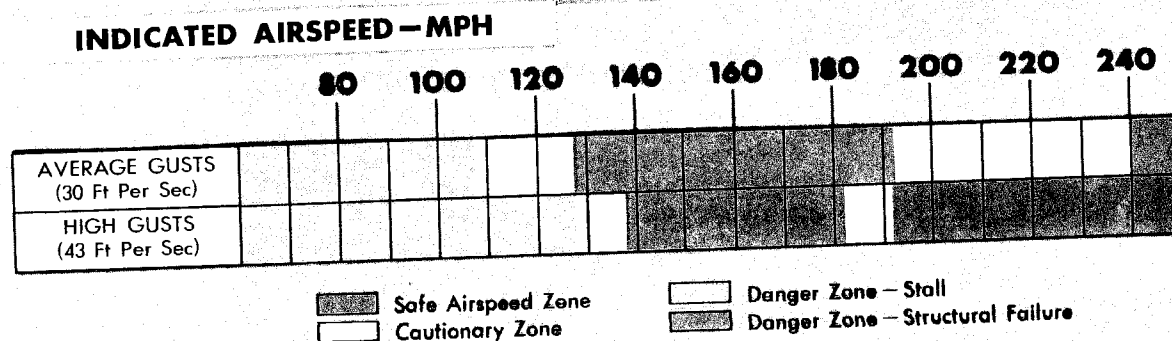 INDICATED AIRSPEED—MPH
80 100 120 140 160 180 200 220 240
AVERAGE GUSTS
(30 Ft Per Sec)
HIGH GUSTS
(43 Ft Per Sec)
Safe Airspeed Zone
Cautionary Zone
Danger Zone — Stall
Danger Zone — Structural Failure